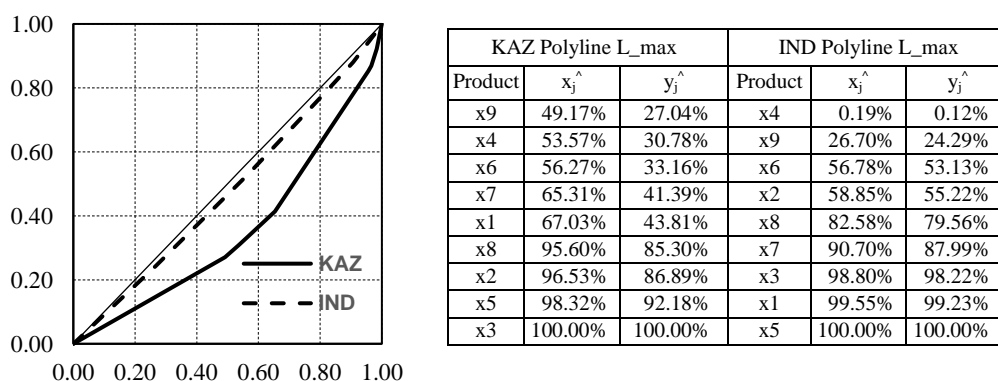 1.00
0.80
0.60
0.40
0.20
0.00
0.00 0.20 0.40 0.60 0.80 1.00
KAZ
IND
KAZ Polyline L_max IND Polyline L_max
Product xj^ yj^ Product xj^ yj^
x9 49.17% 27.04% x4 0.19% 0.12%
x4 53.57% 30.78% x9 26.70% 24.29%
x6 56.27% 33.16% x6 56.78% 53.13%
x7 65.31% 41.39% x2 58.85% 55.22%
x1 67.03% 43.81% x8 82.58% 79.56%
x8 95.60% 85.30% x7 90.70% 87.99%
x2 96.53% 86.89% x3 98.80% 98.22%
x5 98.32% 92.18% x1 99.55% 99.23%
x3 100.00% 100.00% x5 100.00% 100.00%